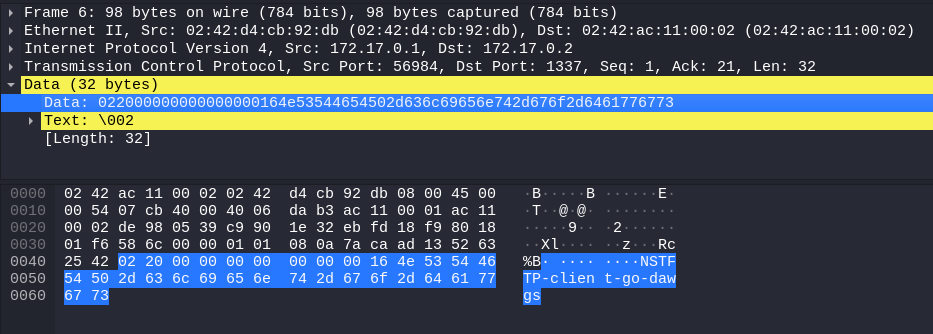 Frame 6: 98 bytes on wire (784 bits), 98 bytes captured (784 bits)
Ethernet II, Src: 02:42:d4:cb:92:db (02:42:d4:cb:92:db), Dst: 02:42:ac:11:00:02 (02:42:ac:11:00:02)
Internet Protocol Version 4, Src: 172.17.0.1, Dst: 172.17.0.2
Transmission Control Protocol, Src Port: 56984, Dst Port: 1337, Seq: 1, Ack: 21, Len: 32
Data (32 bytes)
Data: 022000000000000000164e53544654502d636c69656e742d676f2d6461776773
Text: \002
[Length: 32]
0000 02 42 ac 11 00 02 02 42 d4 cb 92 db 08 00 45 00 ·B·····B ······E·
0010 00 54 07 cb 40 00 40 06 da b3 ac 11 00 01 ac 11 ·T··@·@· ········
0020 00 02 de 98 05 39 c9 90 1e 32 eb fd 18 f9 80 18 ·····9·· ·2······
0030 01 f6 58 6c 00 00 01 01 08 0a 7a ca ad 13 52 63 ··Xl···· ··z···Rc
0040 25 42 02 20 00 00 00 00 00 00 00 16 4e 53 54 46 %B· ···· ····NSTF
0050 54 50 2d 63 6c 69 65 6e 74 2d 67 6f 2d 64 61 77 TP-clien t-go-daw
0060 67 73 gs